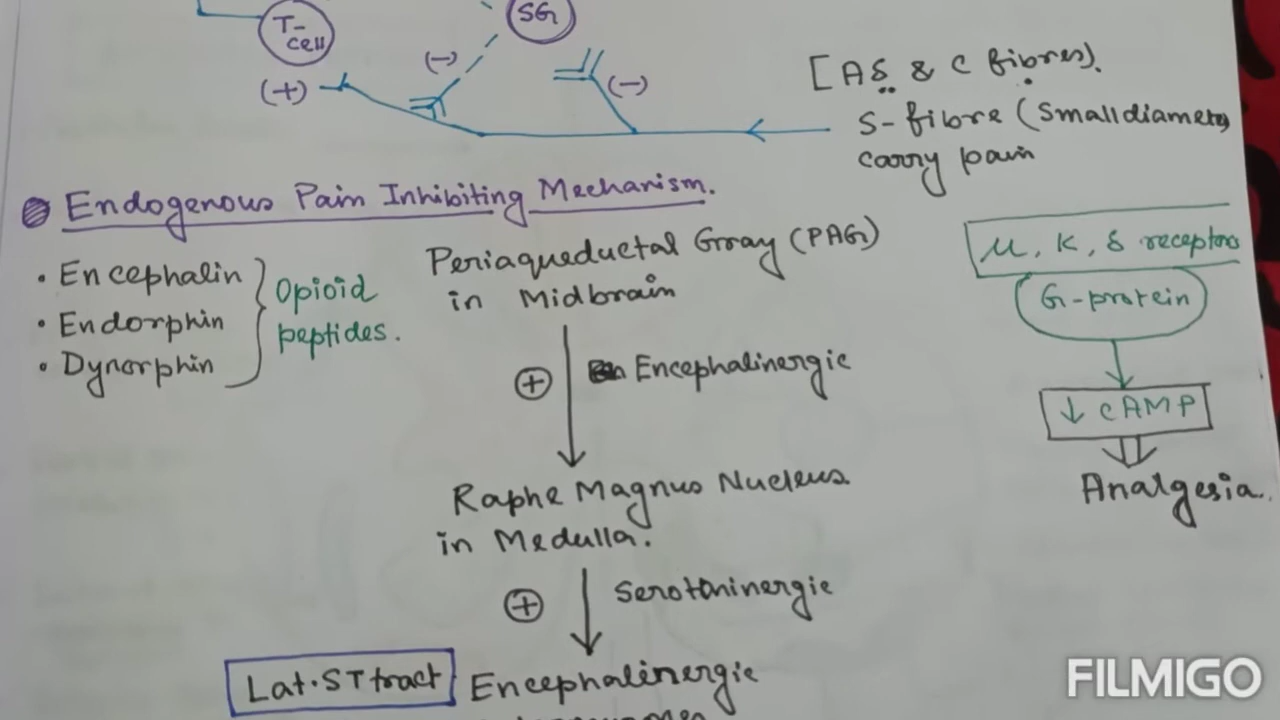 SG
T-
cell
(-)
(+)
(-)
[Aδ & C fibres).
S-fibre (Smalldiameter)
carry pain
Endogenous Pain Inhibiting Mechanism.
• Encephalin
• Endorphin
• Dynorphin
Opioid
peptides.
Periaqueductal Gray (PAG)
in Midbrain
+ Encephalinergic
Raphe Magnus Nucleus
in Medulla.
+ Serotoninergic
Lat. ST tract
Encephalinergic
μ, K, δ receptors
G-protein
↓ cAMP
Analgesia.
FILMIGO